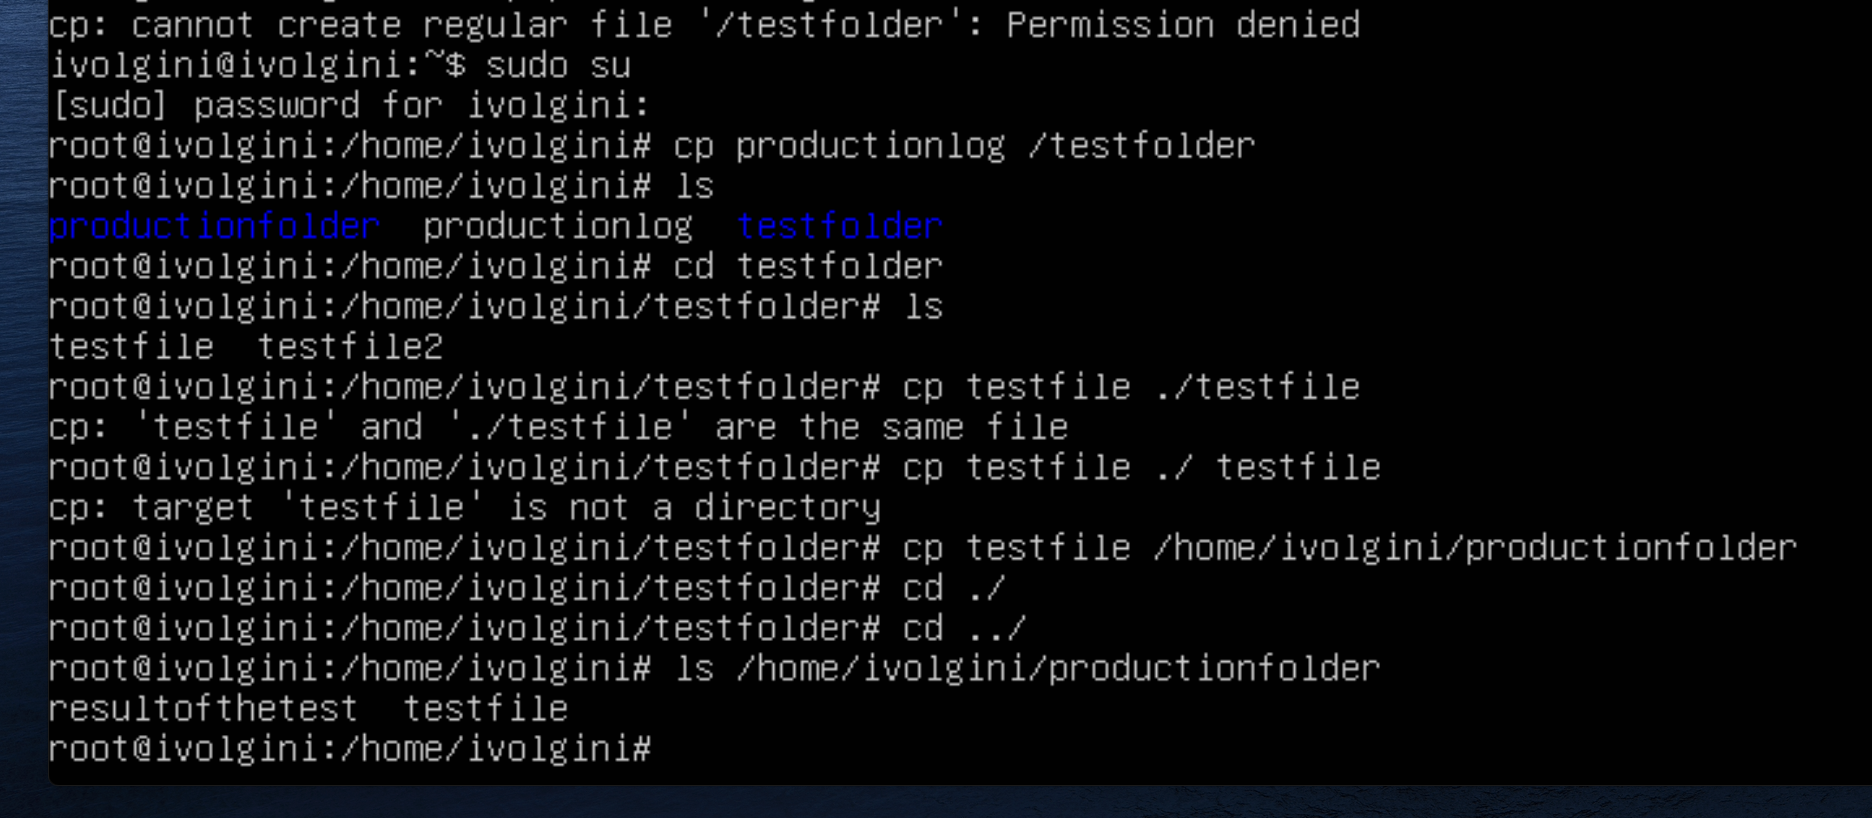 cp: cannot create regular file '/testfolder': Permission denied
ivolgini@ivolgini:~$ sudo su
[sudo] password for ivolgini:
root@ivolgini:/home/ivolgini# cp productionlog /testfolder
root@ivolgini:/home/ivolgini# ls
productionfolder  productionlog  testfolder
root@ivolgini:/home/ivolgini# cd testfolder
root@ivolgini:/home/ivolgini/testfolder# ls
testfile  testfile2
root@ivolgini:/home/ivolgini/testfolder# cp testfile ./testfile
cp: 'testfile' and './testfile' are the same file
root@ivolgini:/home/ivolgini/testfolder# cp testfile ./ testfile
cp: target 'testfile' is not a directory
root@ivolgini:/home/ivolgini/testfolder# cp testfile /home/ivolgini/productionfolder
root@ivolgini:/home/ivolgini/testfolder# cd ./
root@ivolgini:/home/ivolgini/testfolder# cd ../
root@ivolgini:/home/ivolgini# ls /home/ivolgini/productionfolder
resultofthetest  testfile
root@ivolgini:/home/ivolgini#